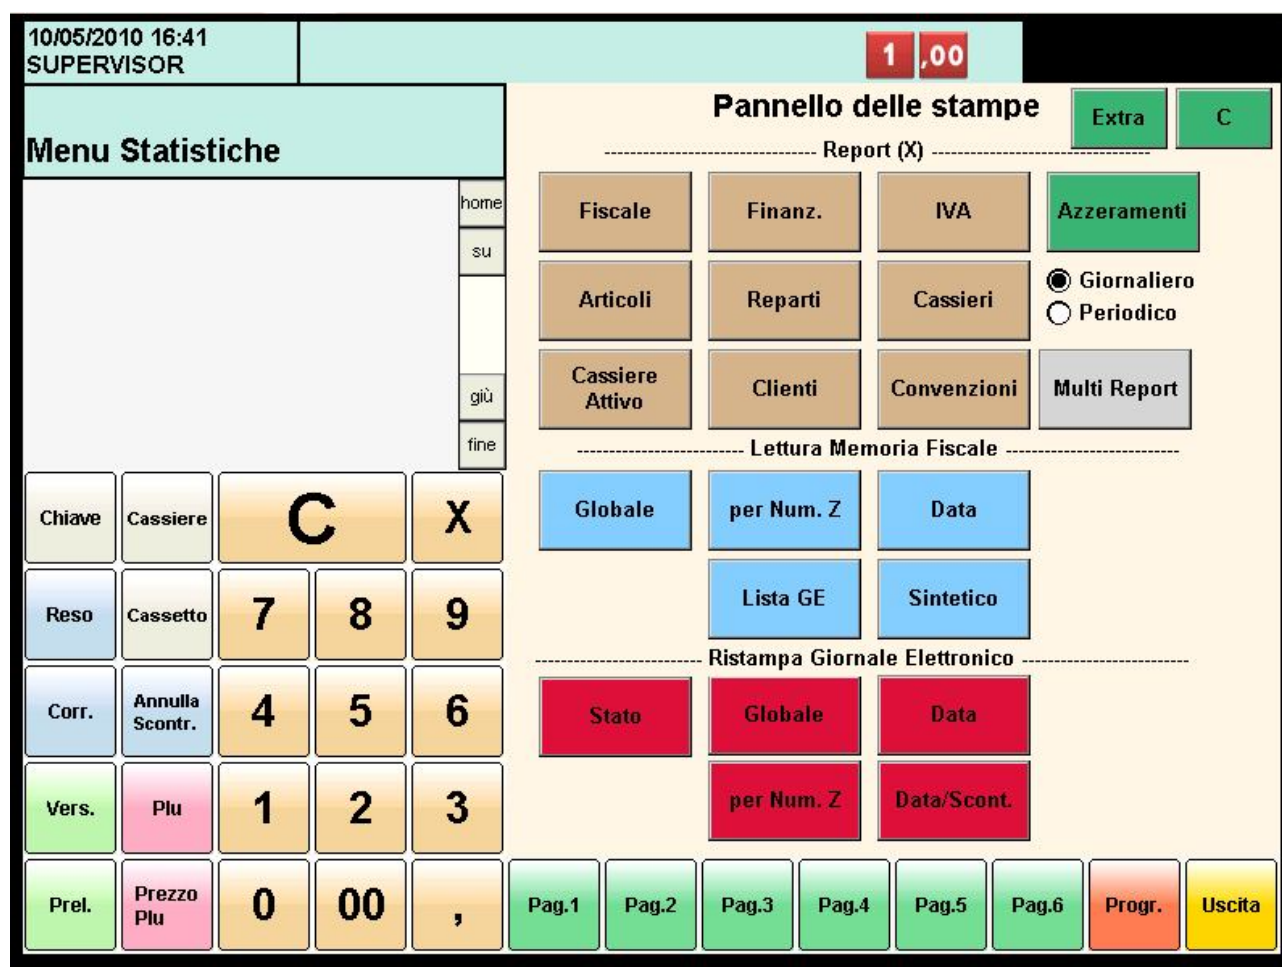 10/05/2010 16:41
SUPERVISOR
1 ,00
Menu Statistiche
home
su
giù
fine
Pannello delle stampe
Extra
C
Report (X)
Fiscale
Finanz.
IVA
Azzeramenti
Articoli
Reparti
Cassieri
Giornaliero
Periodico
Cassiere
Attivo
Clienti
Convenzioni
Multi Report
Lettura Memoria Fiscale
Globale
per Num. Z
Data
Lista GE
Sintetico
Ristampa Giornale Elettronico
Stato
Globale
Data
per Num. Z
Data/Scont.
Chiave
Cassiere
C
X
Reso
Cassetto
7
8
9
Corr.
Annulla
Scontr.
4
5
6
Vers.
Plu
1
2
3
Prel.
Prezzo
Plu
0
00
,
Pag.1
Pag.2
Pag.3
Pag.4
Pag.5
Pag.6
Progr.
Uscita